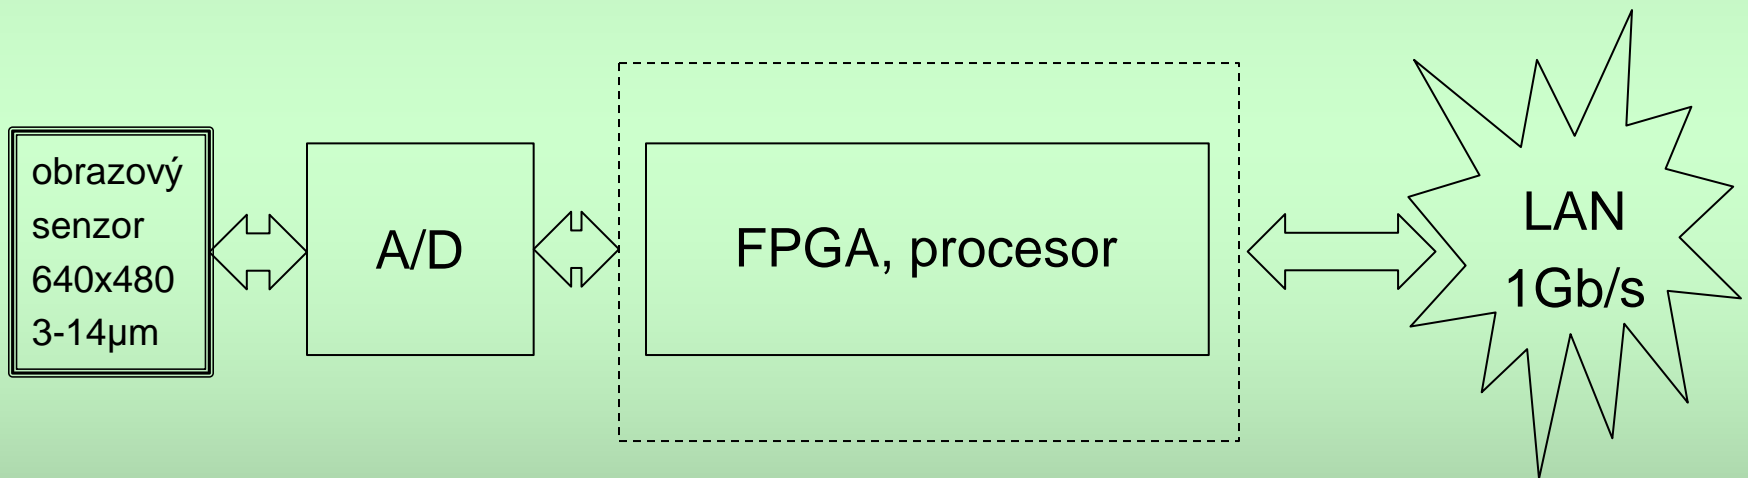 obrazový
senzor
640x480
3-14µm
A/D
FPGA, procesor
LAN
1Gb/s